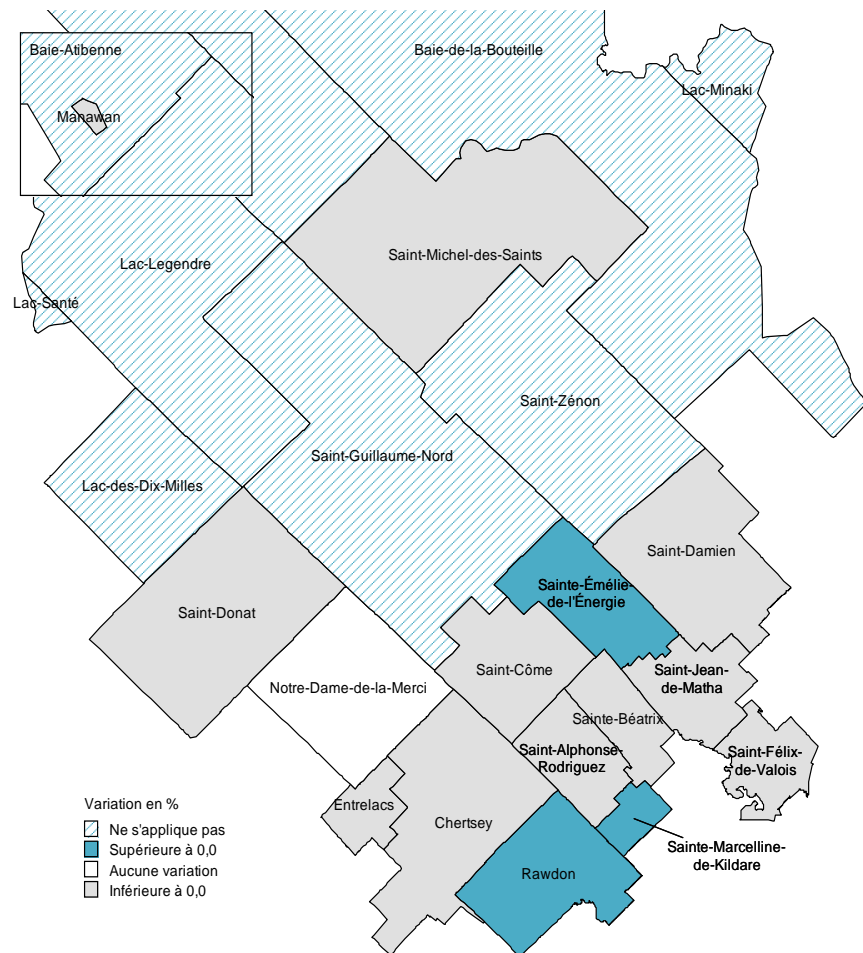 Baie-Atibenne
Baie-de-la-Bouteille
Lac-Minaki
Manawan
Saint-Michel-des-Saints
Lac-Legendre
Lac-Santé
Saint-Zénon
Saint-Guillaume-Nord
Lac-des-Dix-Milles
Saint-Damien
Sainte-Émélie-
de-l'Énergie
Saint-Donat
Saint-Côme
Saint-Jean-
de-Matha
Notre-Dame-de-la-Merci
Sainte-Béatrix
Saint-Alphonse-
Rodriguez
Saint-Félix-
de-Valois
Entrelacs
Chertsey
Sainte-Marcelline-
de-Kildare
Rawdon
Variation en %
Ne s'applique pas
Supérieure à 0,0
Aucune variation
Inférieure à 0,0